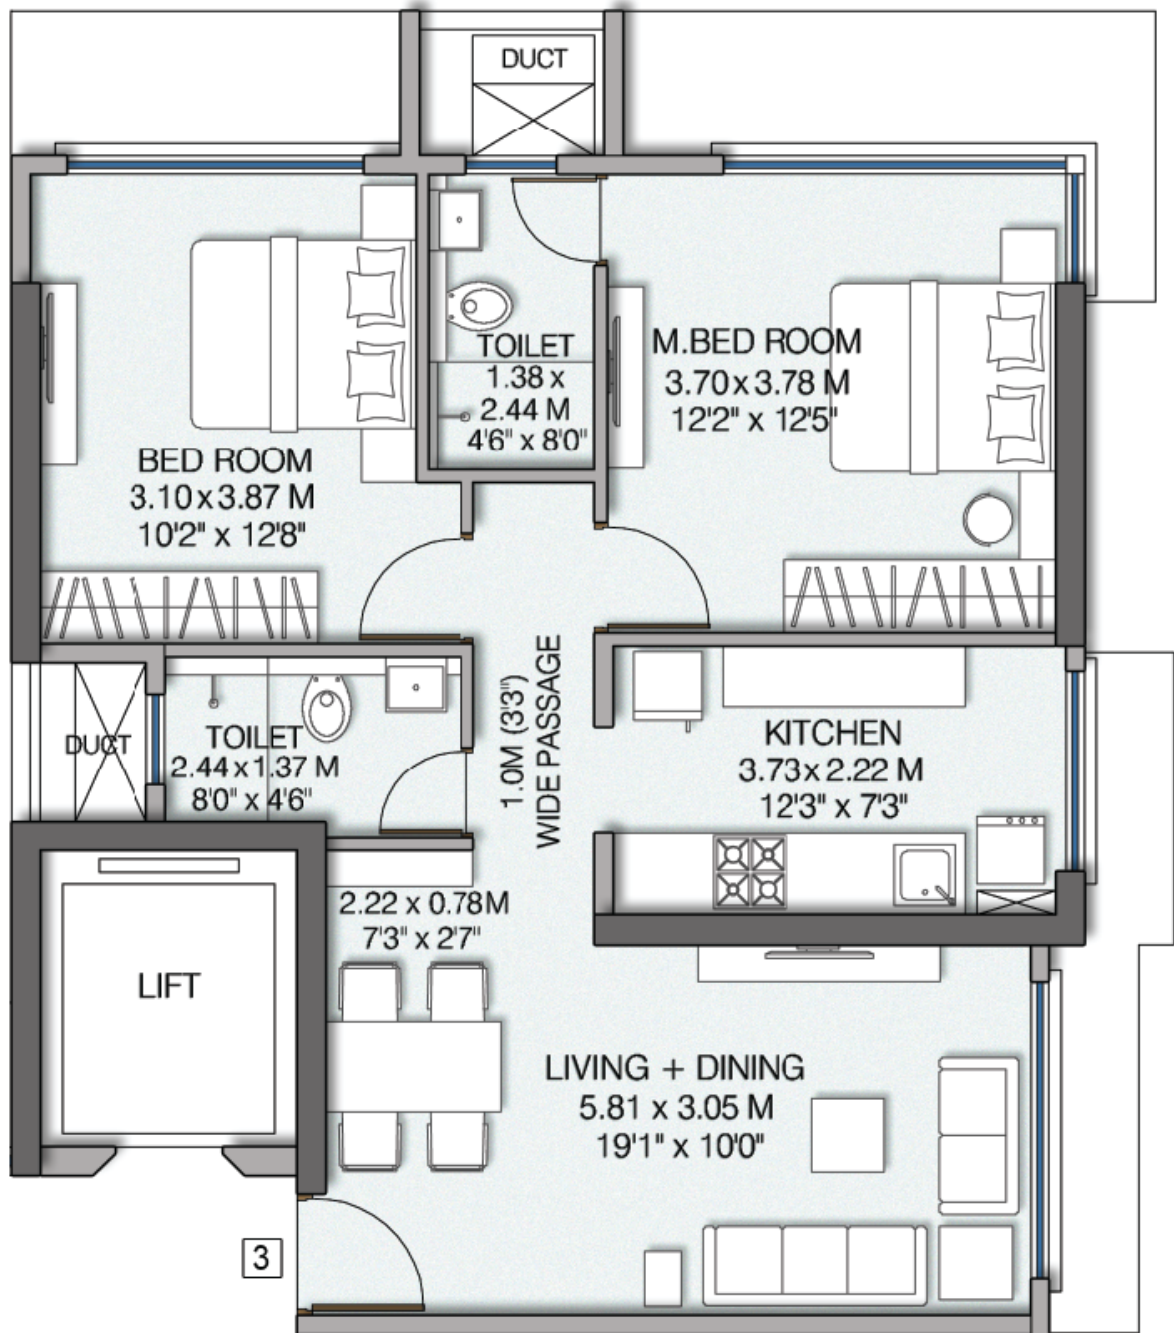 DUCT
TOILET
1.38 x
2.44 M
4'6" x 8'0"
M.BED ROOM
3.70 x 3.78 M
12'2" x 12'5"
BED ROOM
3.10 x 3.87 M
10'2" x 12'8"
DUCT
TOILET
2.44 x 1.37 M
8'0" x 4'6"
1.0M (3'3")
WIDE PASSAGE
KITCHEN
3.73 x 2.22 M
12'3" x 7'3"
2.22 x 0.78M
7'3" x 2'7"
LIFT
LIVING + DINING
5.81 x 3.05 M
19'1" x 10'0"
3